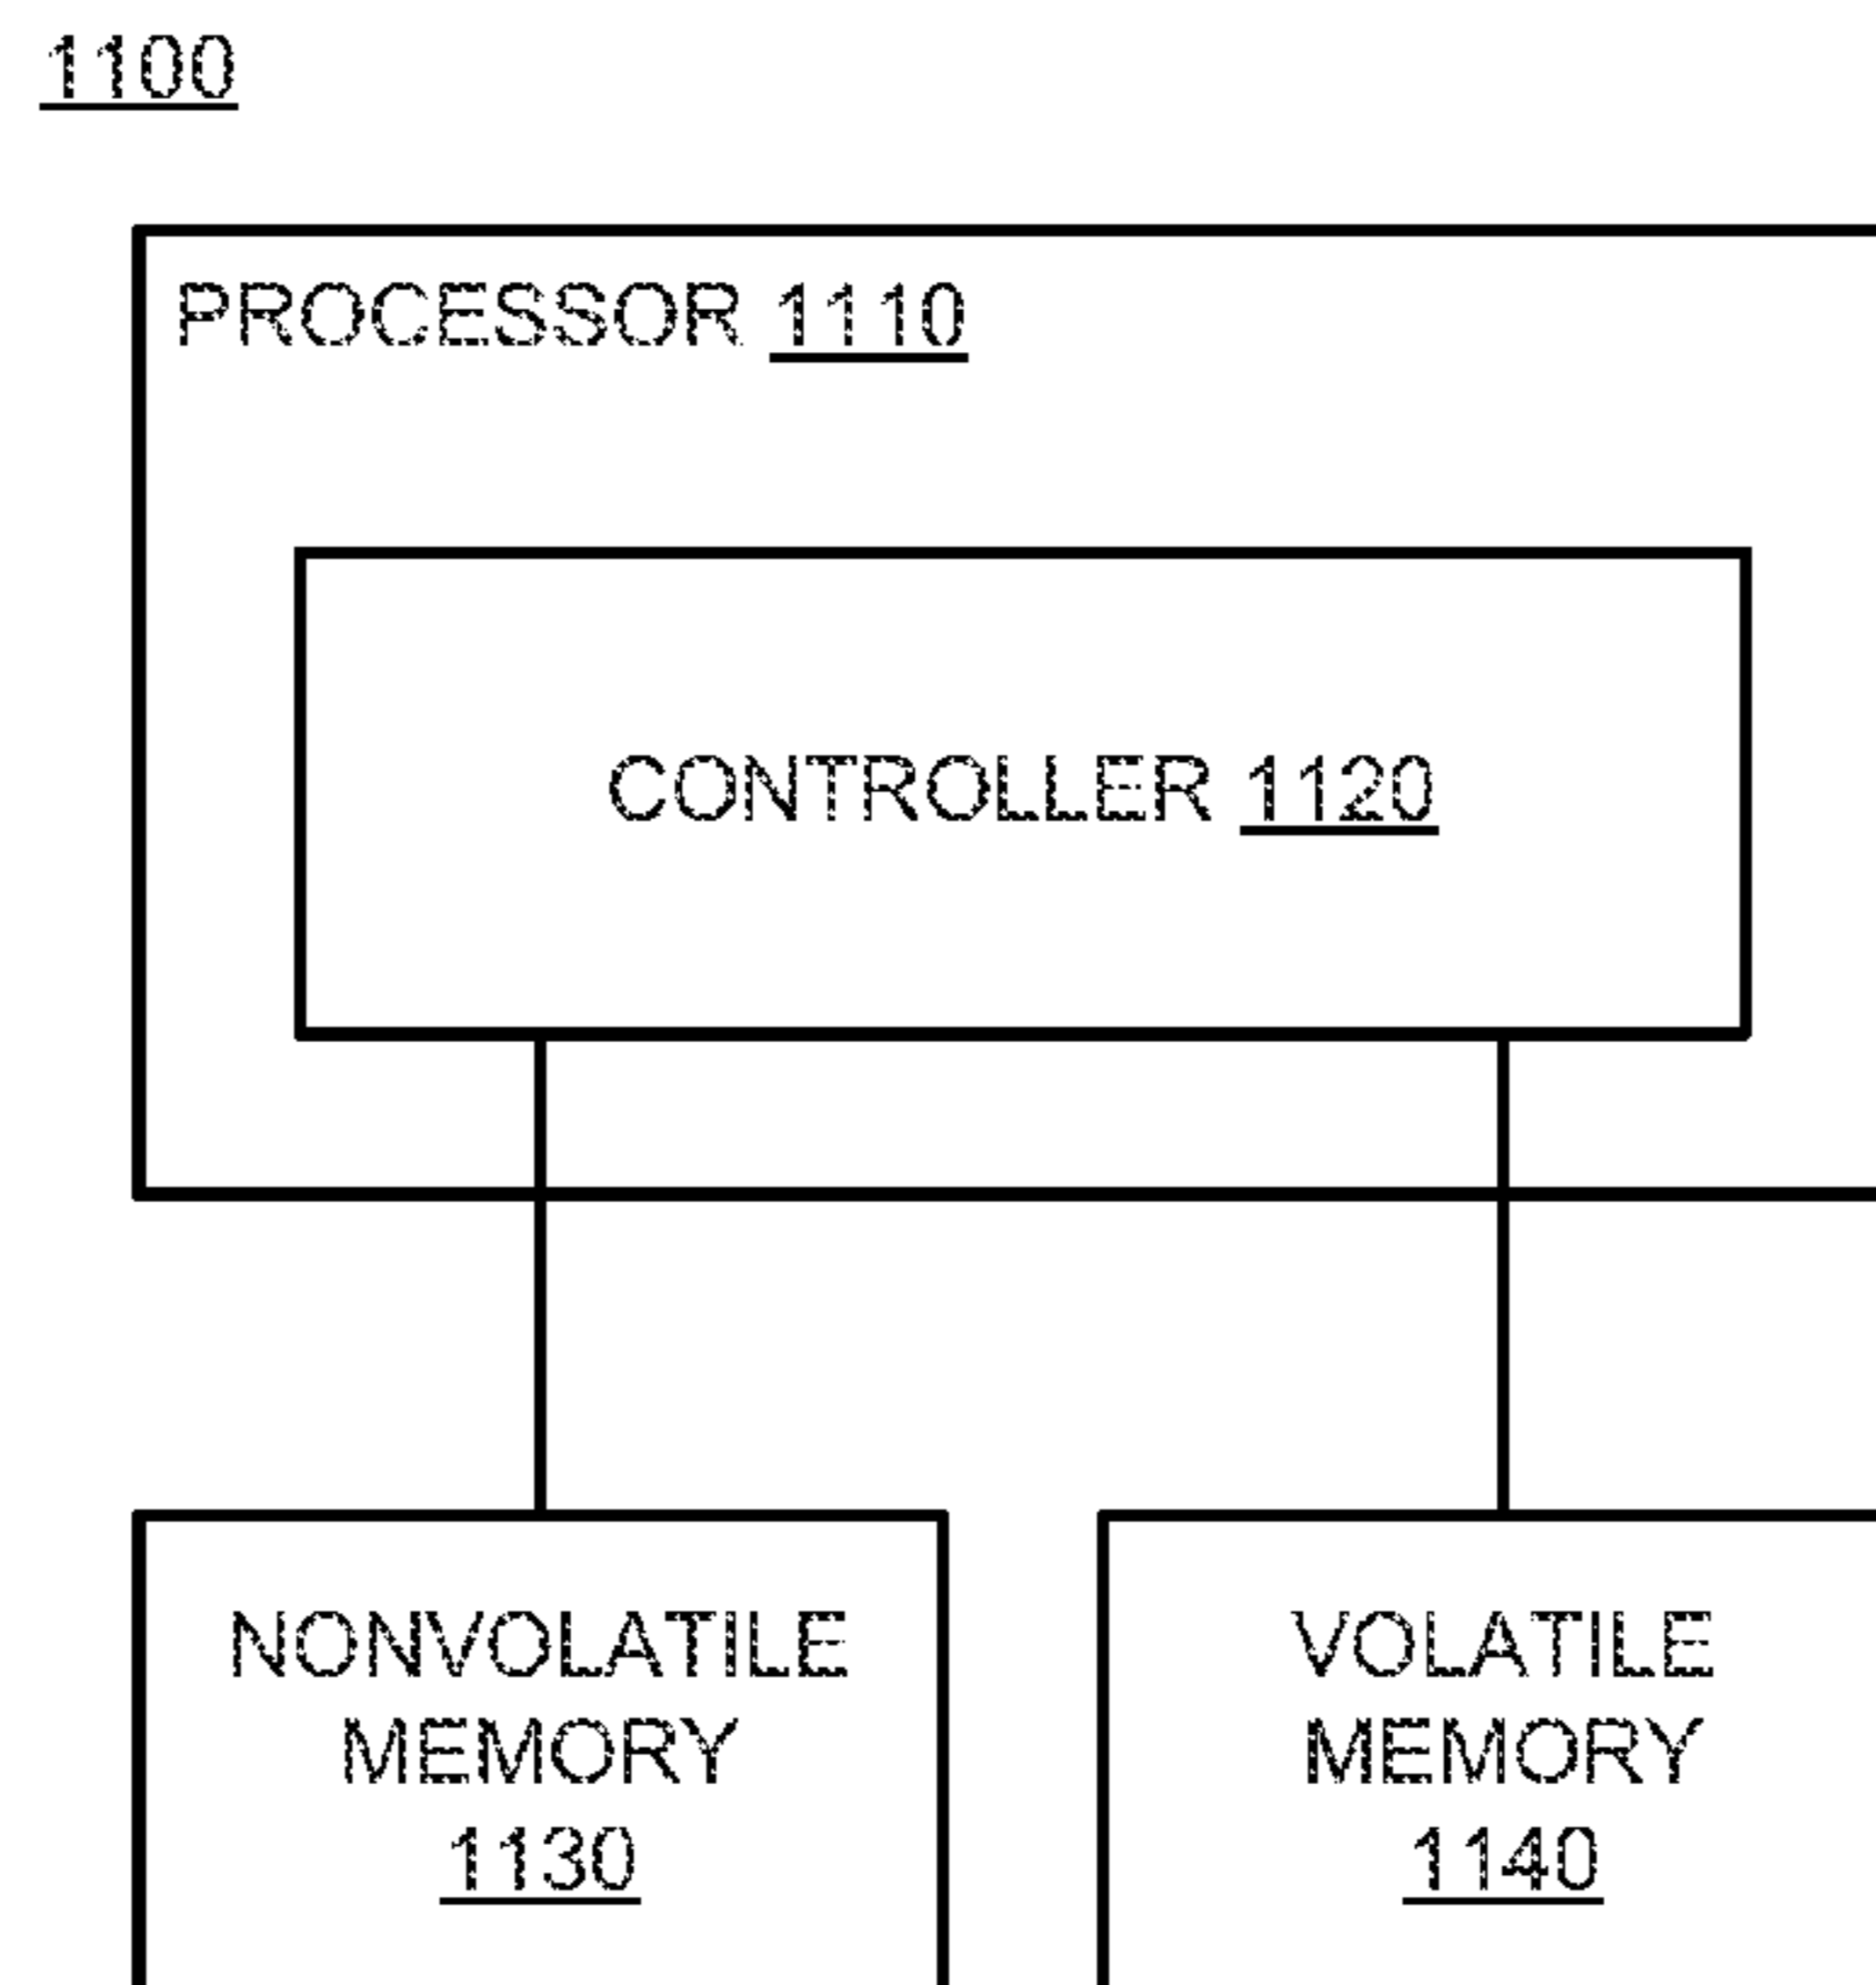 1100
PROCESSOR 1110
CONTROLLER 1120
NONVOLATILE
MEMORY
1130
VOLATILE
MEMORY
1140